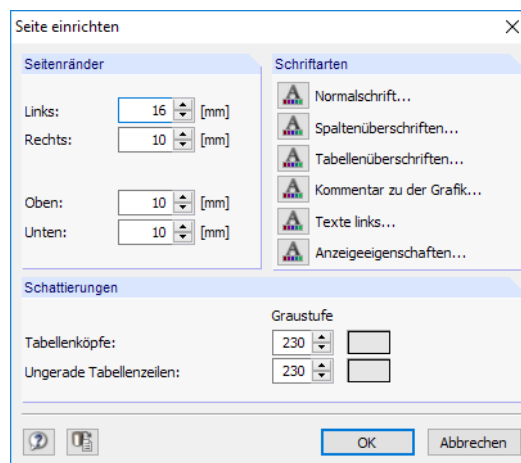 Seite einrichten
Seitenränder
Links: 16 [mm]
Rechts: 10 [mm]
Oben: 10 [mm]
Unten: 10 [mm]
Schriftarten
Normalschrift...
Spaltenüberschriften...
Tabellenüberschriften...
Kommentar zu der Grafik...
Texte links...
Anzeigeeigenschaften...
Schattierungen
Graustufe
Tabellenköpfe: 230
Ungerade Tabellenzeilen: 230
OK Abbrechen